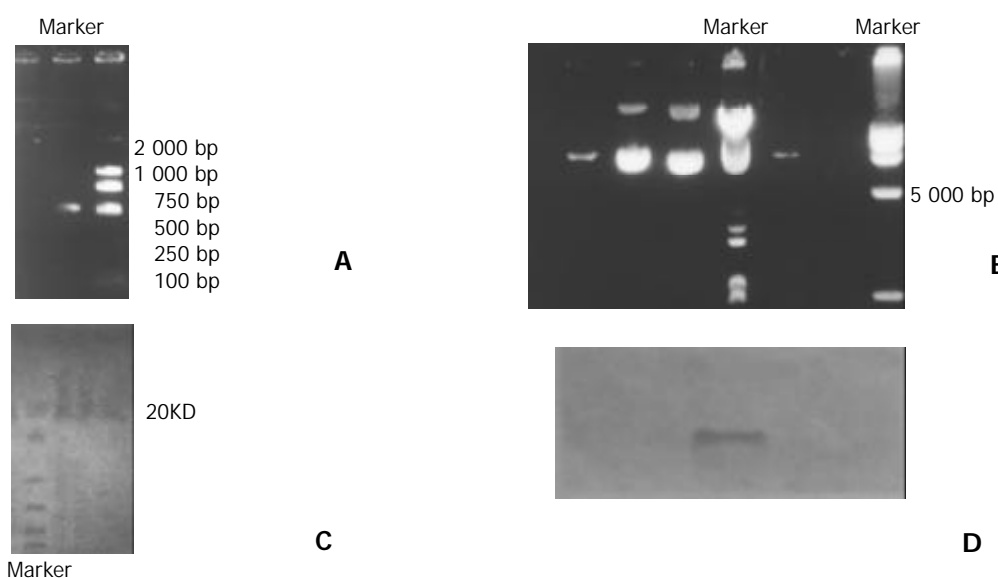 Marker
2 000 bp
1 000 bp
750 bp
500 bp
250 bp
100 bp
A
Marker Marker
5 000 bp
B
20KD
Marker
C
D